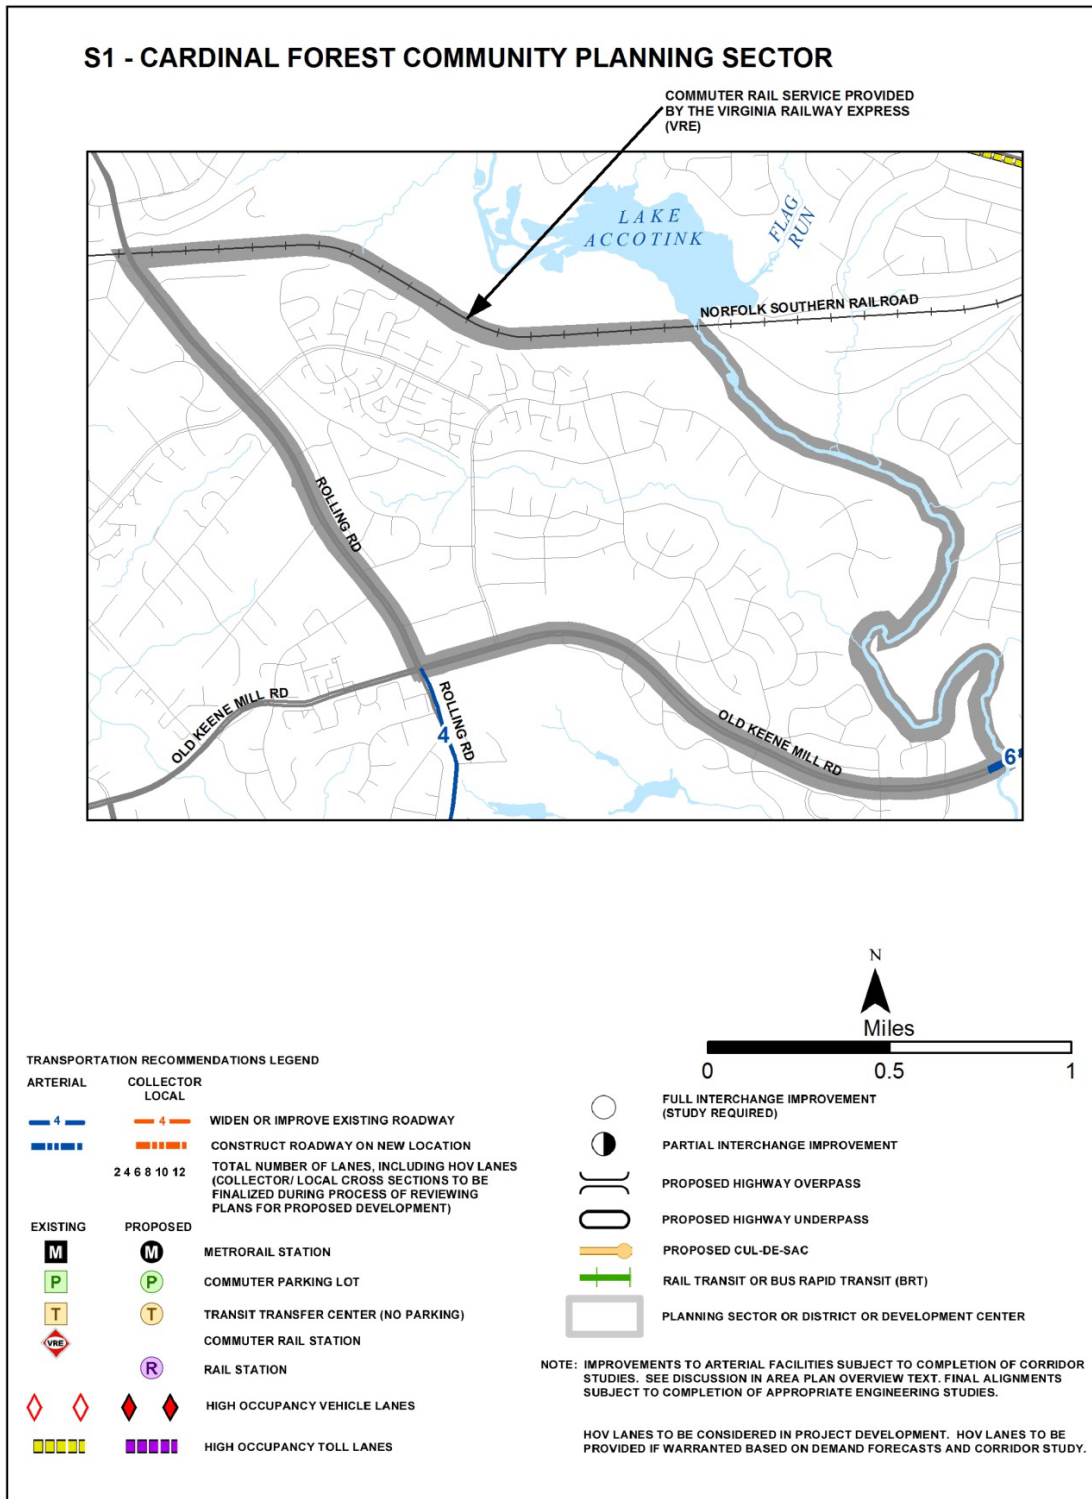 S1 - CARDINAL FOREST COMMUNITY PLANNING SECTOR
COMMUTER RAIL SERVICE PROVIDED
BY THE VIRGINIA RAILWAY EXPRESS
(VRE)
LAKE
ACCOTINK
FLAG
RUN
NORFOLK SOUTHERN RAILROAD
ROLLING RD
OLD KEENE MILL RD
ROLLING RD
4
OLD KEENE MILL RD
6
N
Miles
0
0.5
1
TRANSPORTATION RECOMMENDATIONS LEGEND
ARTERIAL
COLLECTOR
LOCAL
4
4
WIDEN OR IMPROVE EXISTING ROADWAY
CONSTRUCT ROADWAY ON NEW LOCATION
2 4 6 8 10 12
TOTAL NUMBER OF LANES, INCLUDING HOV LANES
(COLLECTOR/ LOCAL CROSS SECTIONS TO BE
FINALIZED DURING PROCESS OF REVIEWING
PLANS FOR PROPOSED DEVELOPMENT)
EXISTING
PROPOSED
M
M
METRORAIL STATION
P
P
COMMUTER PARKING LOT
T
T
TRANSIT TRANSFER CENTER (NO PARKING)
VRE
COMMUTER RAIL STATION
R
RAIL STATION
HIGH OCCUPANCY VEHICLE LANES
HIGH OCCUPANCY TOLL LANES
FULL INTERCHANGE IMPROVEMENT
(STUDY REQUIRED)
PARTIAL INTERCHANGE IMPROVEMENT
PROPOSED HIGHWAY OVERPASS
PROPOSED HIGHWAY UNDERPASS
PROPOSED CUL-DE-SAC
RAIL TRANSIT OR BUS RAPID TRANSIT (BRT)
PLANNING SECTOR OR DISTRICT OR DEVELOPMENT CENTER
NOTE: IMPROVEMENTS TO ARTERIAL FACILITIES SUBJECT TO COMPLETION OF CORRIDOR
STUDIES. SEE DISCUSSION IN AREA PLAN OVERVIEW TEXT. FINAL ALIGNMENTS
SUBJECT TO COMPLETION OF APPROPRIATE ENGINEERING STUDIES.
HOV LANES TO BE CONSIDERED IN PROJECT DEVELOPMENT. HOV LANES TO BE
PROVIDED IF WARRANTED BASED ON DEMAND FORECASTS AND CORRIDOR STUDY.